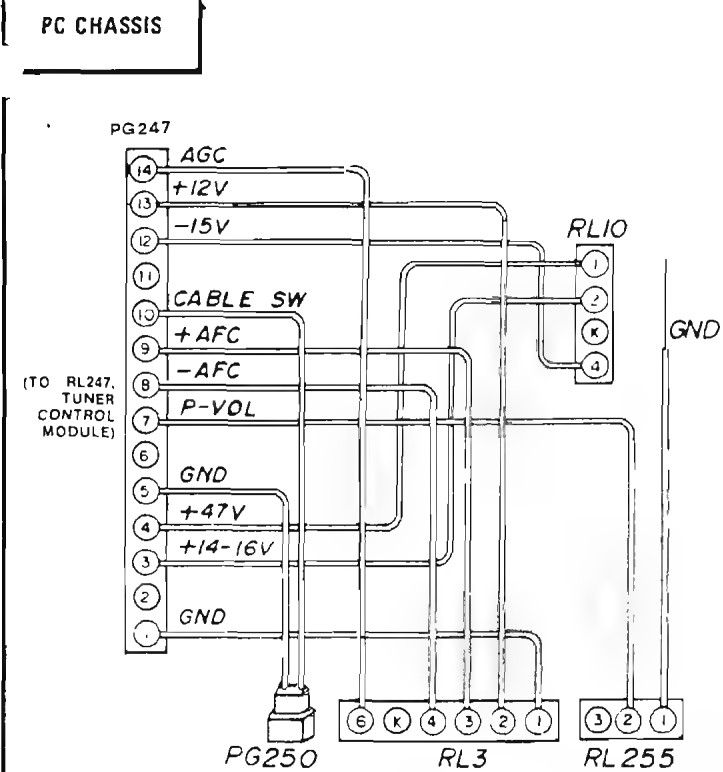 PC CHASSIS
PG247
14 AGC
13 +12V
12 -15V
11
10 CABLE SW
9 +AFC
8 -AFC
7 P-VOL
6
5 GND
4 +47V
3 +14-16V
2
1 GND
(TO RL247,
TUNER
CONTROL
MODULE)
RL10
1
2
K
4
GND
6 K 4 3 2 1
3 2 1
PG250
RL3
RL255